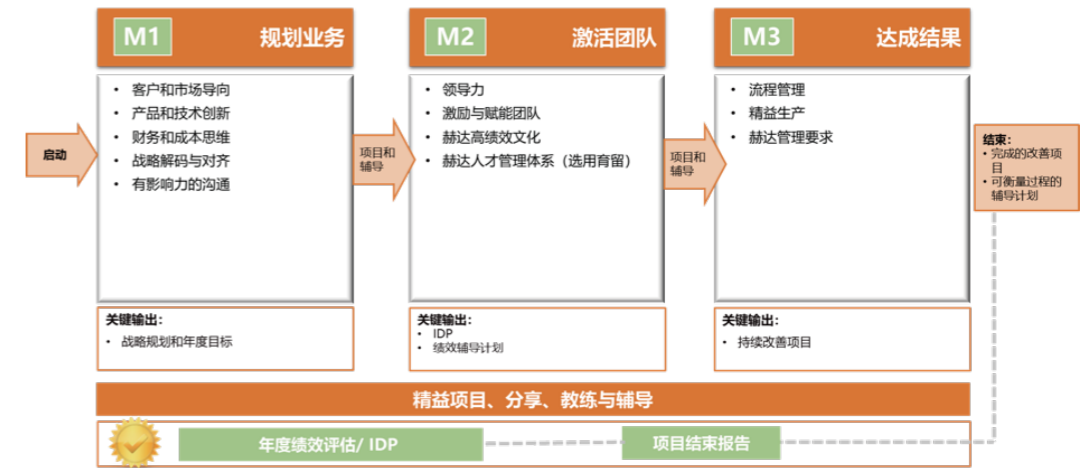 M1 规划业务
• 客户和市场导向
• 产品和技术创新
• 财务和成本思维
• 战略解码与对齐
• 有影响力的沟通
关键输出：
• 战略规划和年度目标
启动
项目和
辅导
M2 激活团队
• 领导力
• 激励与赋能团队
• 赫达高绩效文化
• 赫达人才管理体系（选用育留）
关键输出：
• IDP
• 绩效辅导计划
项目和
辅导
M3 达成结果
• 流程管理
• 精益生产
• 赫达管理要求
关键输出：
• 持续改善项目
结束：
• 完成的改善项
目
• 可衡量过程的
辅导计划
精益项目、分享、教练与辅导
年度绩效评估/ IDP
项目结束报告